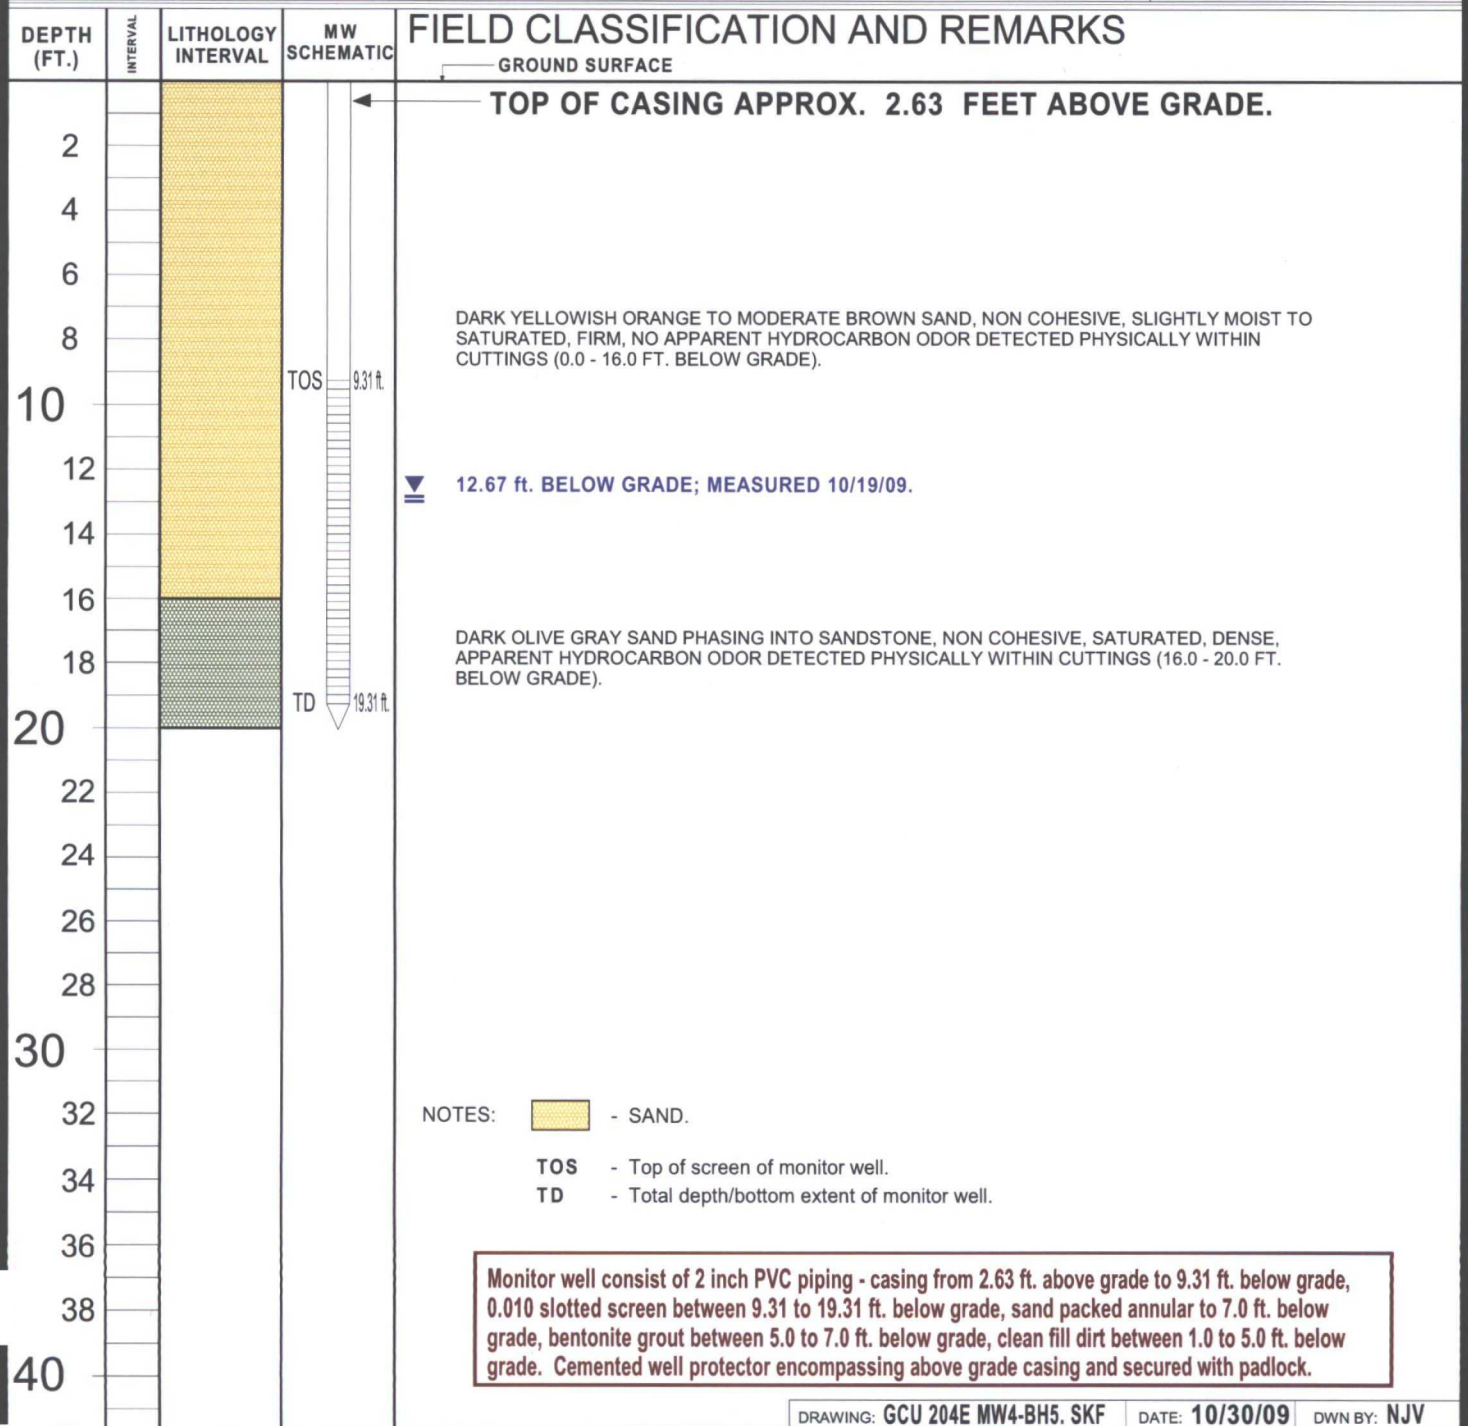 DEPTH
(FT.)
INTERVAL
LITHOLOGY
INTERVAL
MW
SCHEMATIC
FIELD CLASSIFICATION AND REMARKS
GROUND SURFACE
TOP OF CASING APPROX. 2.63 FEET ABOVE GRADE.
2
4
6
8
DARK YELLOWISH ORANGE TO MODERATE BROWN SAND, NON COHESIVE, SLIGHTLY MOIST TO
SATURATED, FIRM, NO APPARENT HYDROCARBON ODOR DETECTED PHYSICALLY WITHIN
CUTTINGS (0.0 - 16.0 FT. BELOW GRADE).
TOS 9.31 ft.
10
12
12.67 ft. BELOW GRADE; MEASURED 10/19/09.
14
16
DARK OLIVE GRAY SAND PHASING INTO SANDSTONE, NON COHESIVE, SATURATED, DENSE,
APPARENT HYDROCARBON ODOR DETECTED PHYSICALLY WITHIN CUTTINGS (16.0 - 20.0 FT.
BELOW GRADE).
18
TD 19.31 ft.
20
22
24
26
28
30
32
NOTES: - SAND.
TOS - Top of screen of monitor well.
34
TD - Total depth/bottom extent of monitor well.
36
Monitor well consist of 2 inch PVC piping - casing from 2.63 ft. above grade to 9.31 ft. below grade,
0.010 slotted screen between 9.31 to 19.31 ft. below grade, sand packed annular to 7.0 ft. below
grade, bentonite grout between 5.0 to 7.0 ft. below grade, clean fill dirt between 1.0 to 5.0 ft. below
grade. Cemented well protector encompassing above grade casing and secured with padlock.
38
40
DRAWING: GCU 204E MW4-BH5. SKF DATE: 10/30/09 DWN BY: NJV